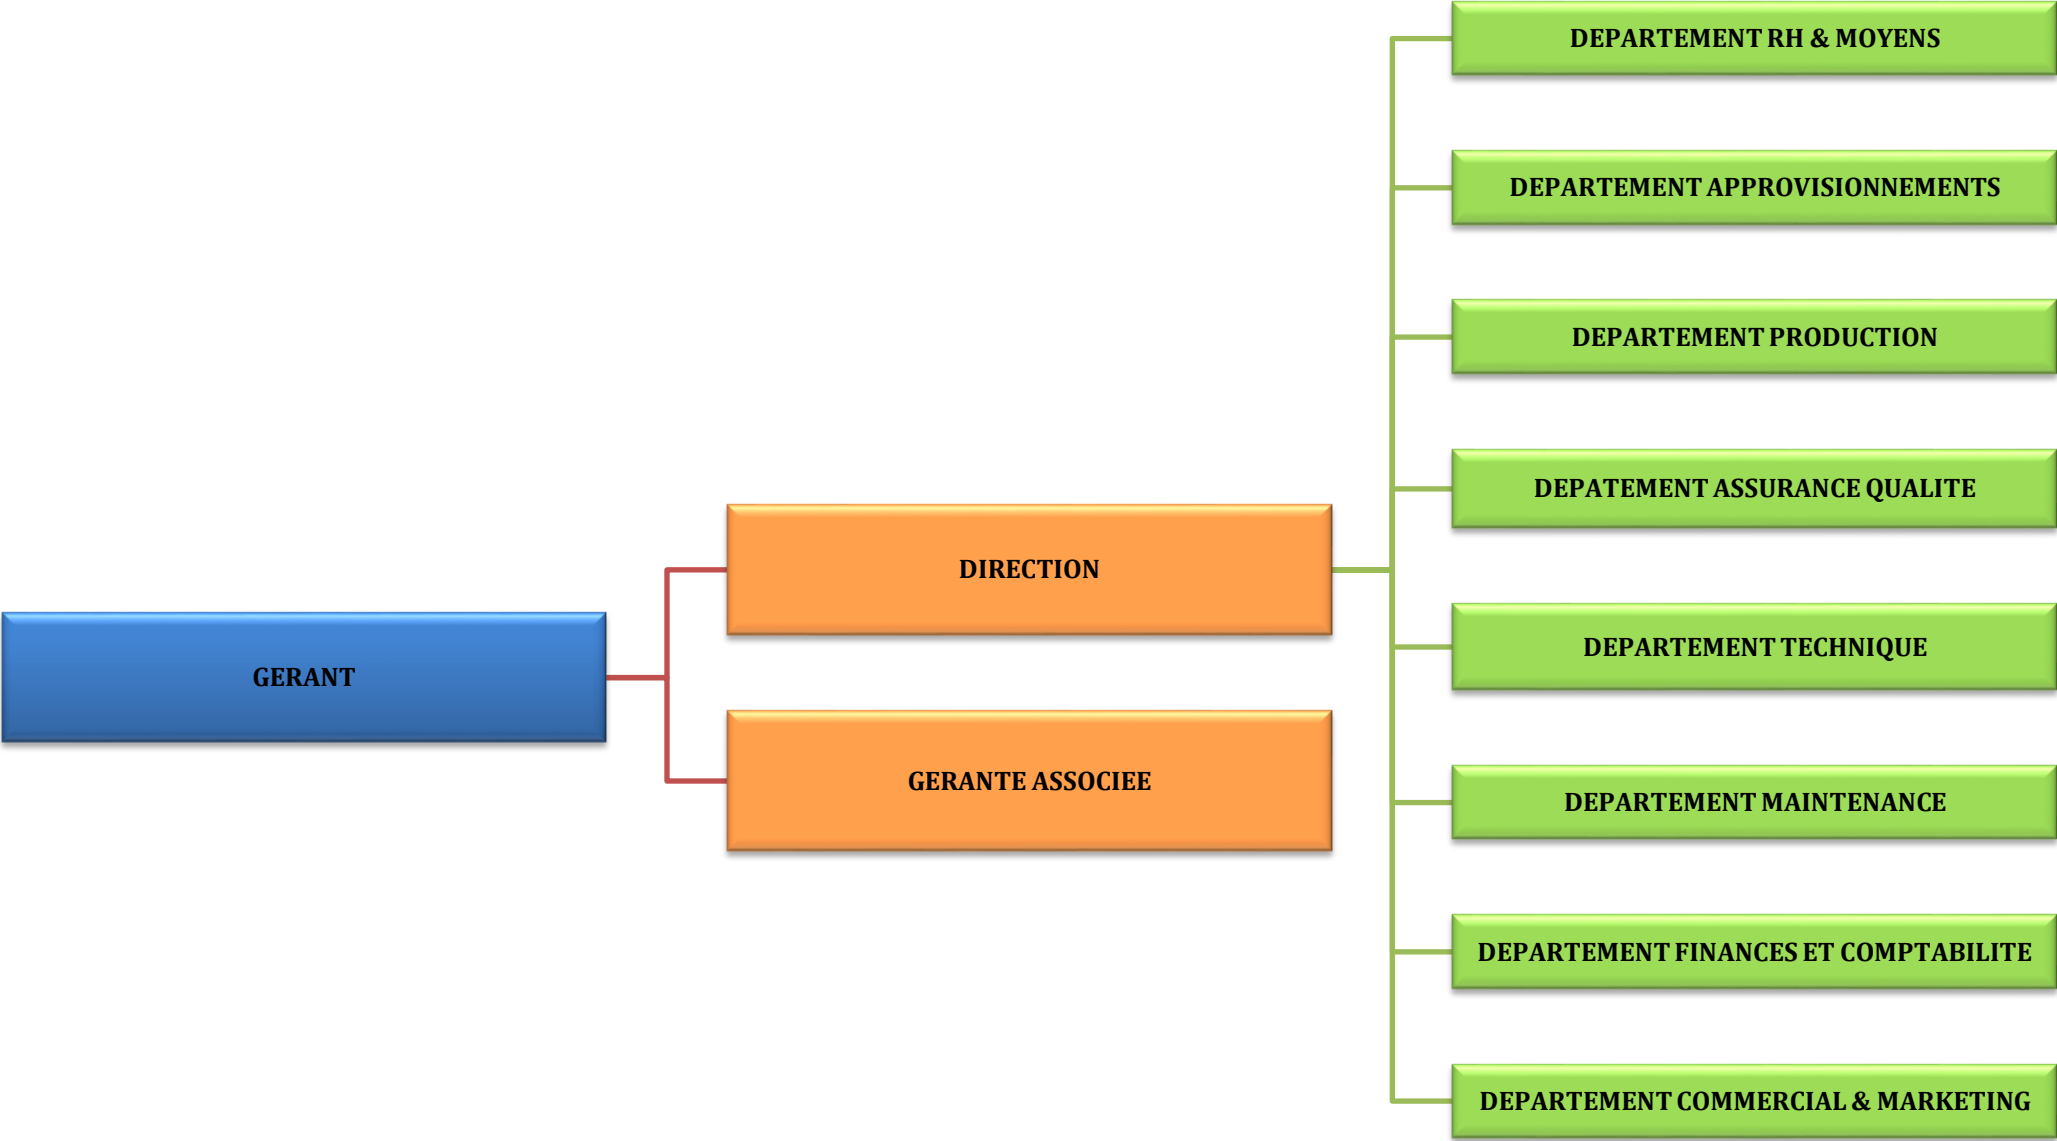 GERANT
DIRECTION
GERANTE ASSOCIEE
DEPARTEMENT RH & MOYENS
DEPARTEMENT APPROVISIONNEMENTS
DEPARTEMENT PRODUCTION
DEPATEMENT ASSURANCE QUALITE
DEPARTEMENT TECHNIQUE
DEPARTEMENT MAINTENANCE
DEPARTEMENT FINANCES ET COMPTABILITE
DEPARTEMENT COMMERCIAL & MARKETING